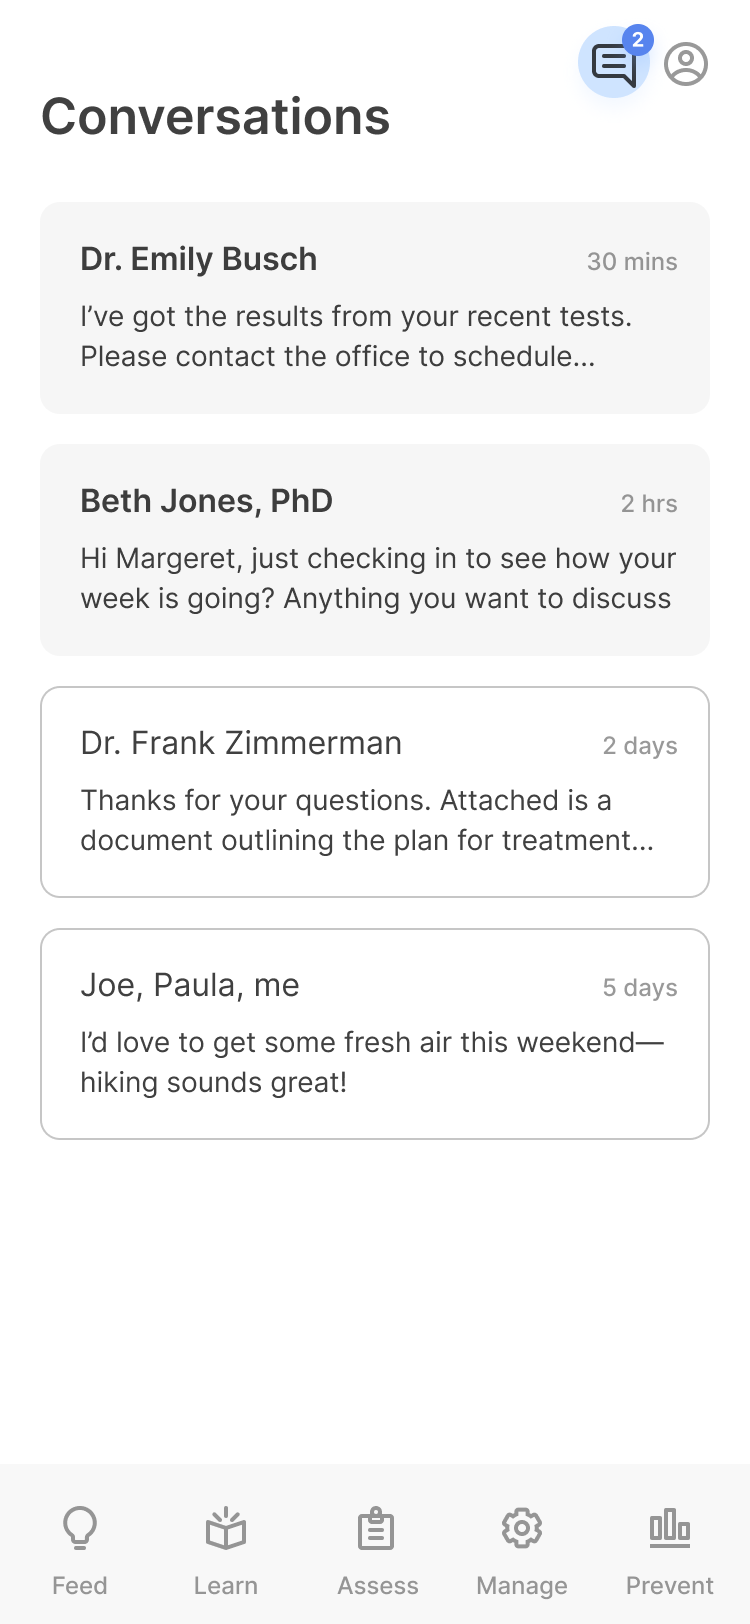 2
Conversations
Dr. Emily Busch
30 mins
I’ve got the results from your recent tests.
Please contact the office to schedule...
Beth Jones, PhD
2 hrs
Hi Margeret, just checking in to see how your
week is going? Anything you want to discuss
Dr. Frank Zimmerman
2 days
Thanks for your questions. Attached is a
document outlining the plan for treatment...
Joe, Paula, me
5 days
I’d love to get some fresh air this weekend—
hiking sounds great!
Feed
Learn
Assess
Manage
Prevent